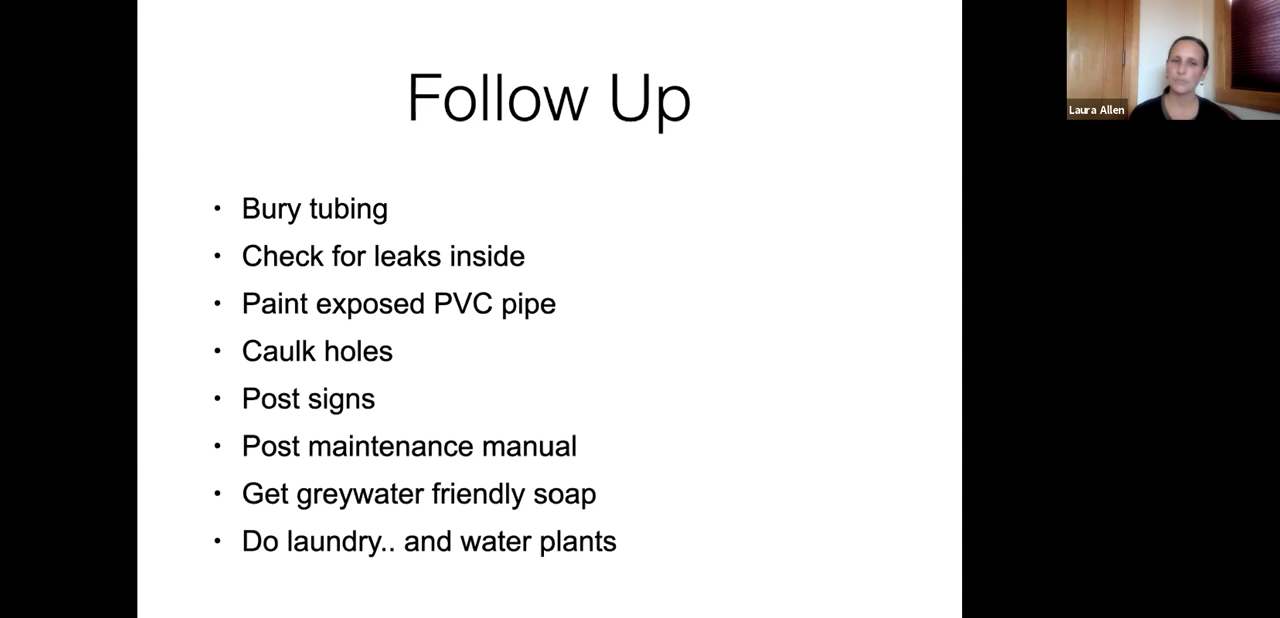 Follow Up
• Bury tubing
• Check for leaks inside
• Paint exposed PVC pipe
• Caulk holes
• Post signs
• Post maintenance manual
• Get greywater friendly soap
• Do laundry.. and water plants
Laura Allen